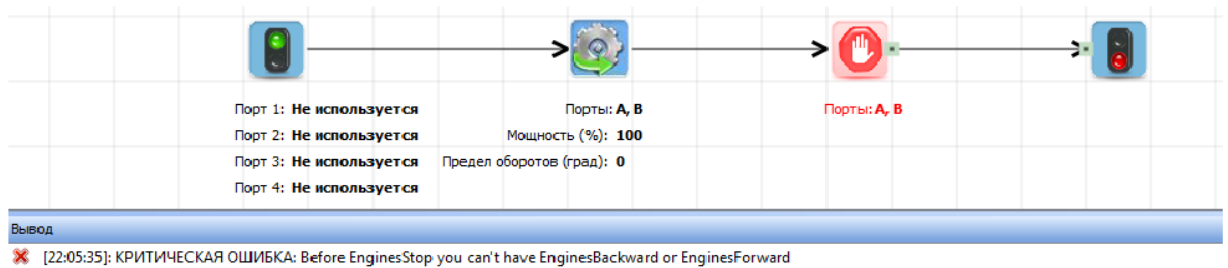 Порт 1: Не используется
Порт 2: Не используется
Порт 3: Не используется
Порт 4: Не используется
Порты: A, B
Мощность (%): 100
Предел оборотов (град): 0
Порты: A, B
Вывод
[22:05:35]: КРИТИЧЕСКАЯ ОШИБКА: Before EnginesStop you can't have EnginesBackward or EnginesForward